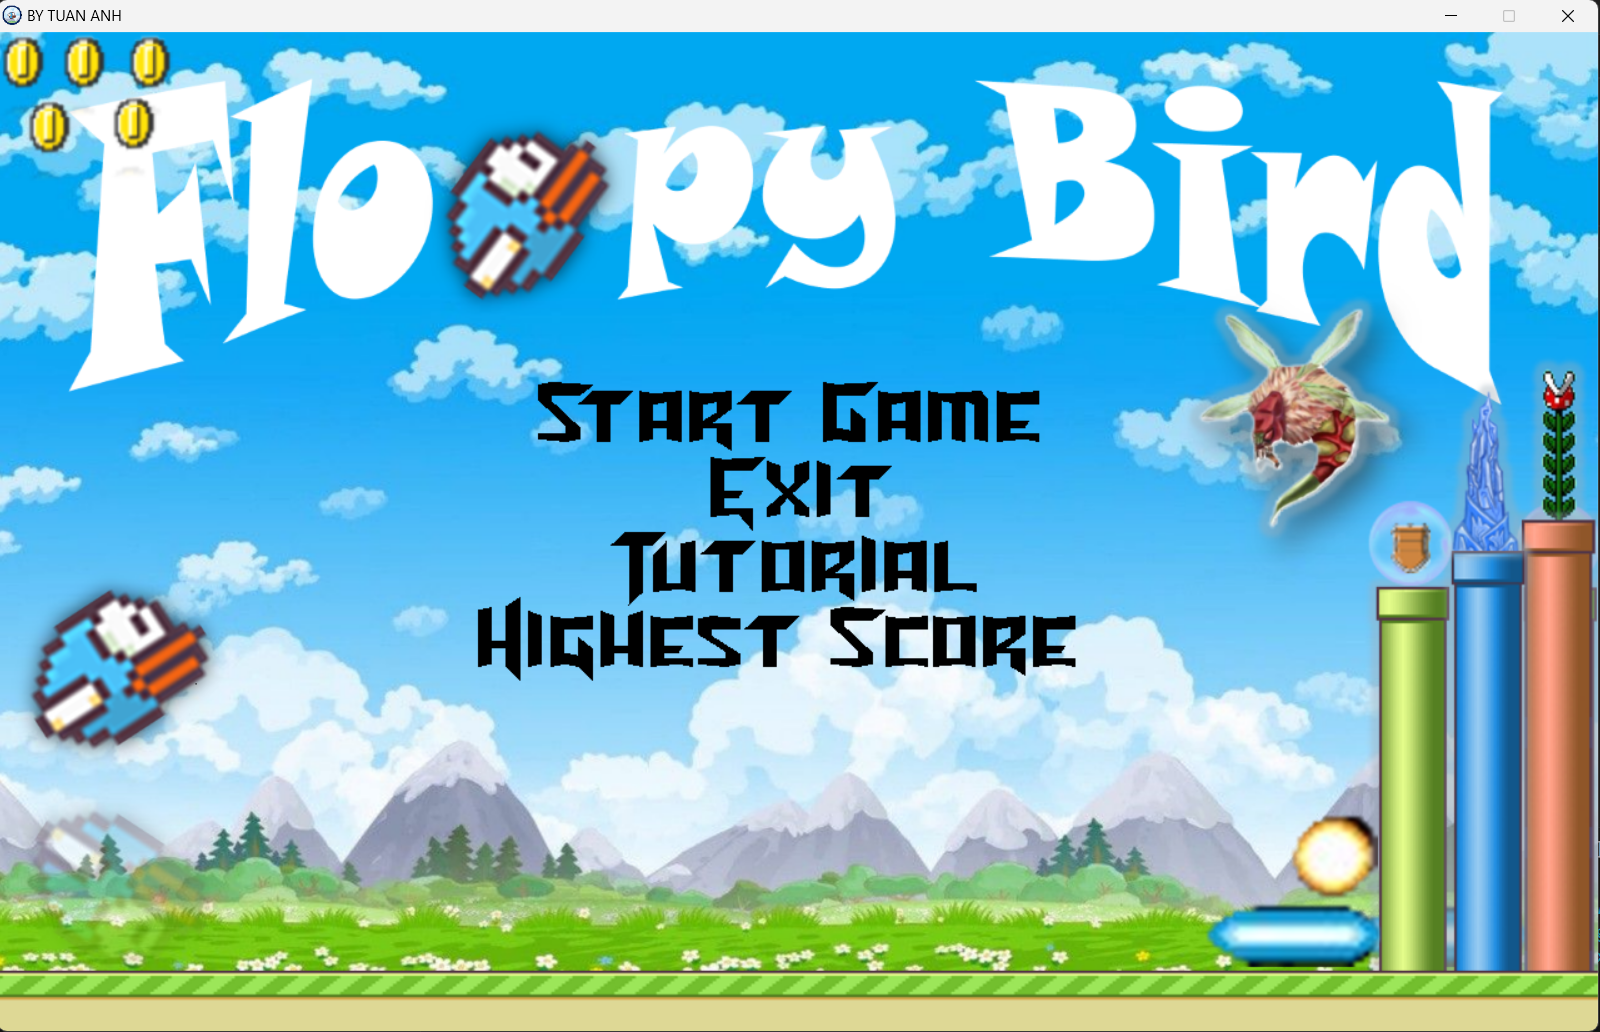 BY TUAN ANH
Flo py Bird
Start Game
Exit
Tutorial
Highest Score